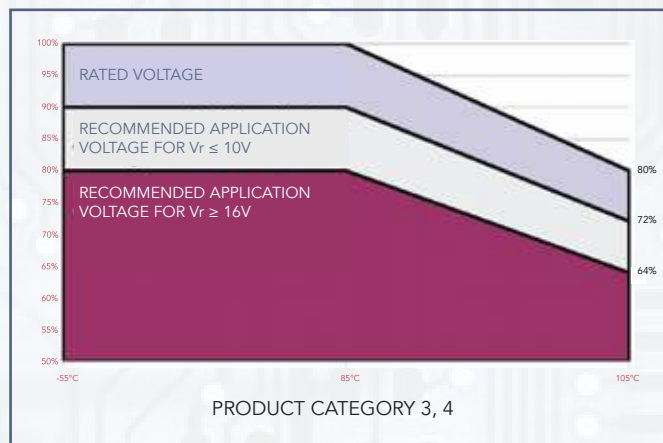 100%
95%
RATED VOLTAGE
90%
RECOMMENDED APPLICATION
85%
VOLTAGE FOR Vr ≤ 10V
80%
80%
RECOMMENDED APPLICATION
75%
VOLTAGE FOR Vr ≥ 16V
72%
70%
65%
64%
60%
55%
50%
-55°C
85°C
105°C
PRODUCT CATEGORY 3, 4